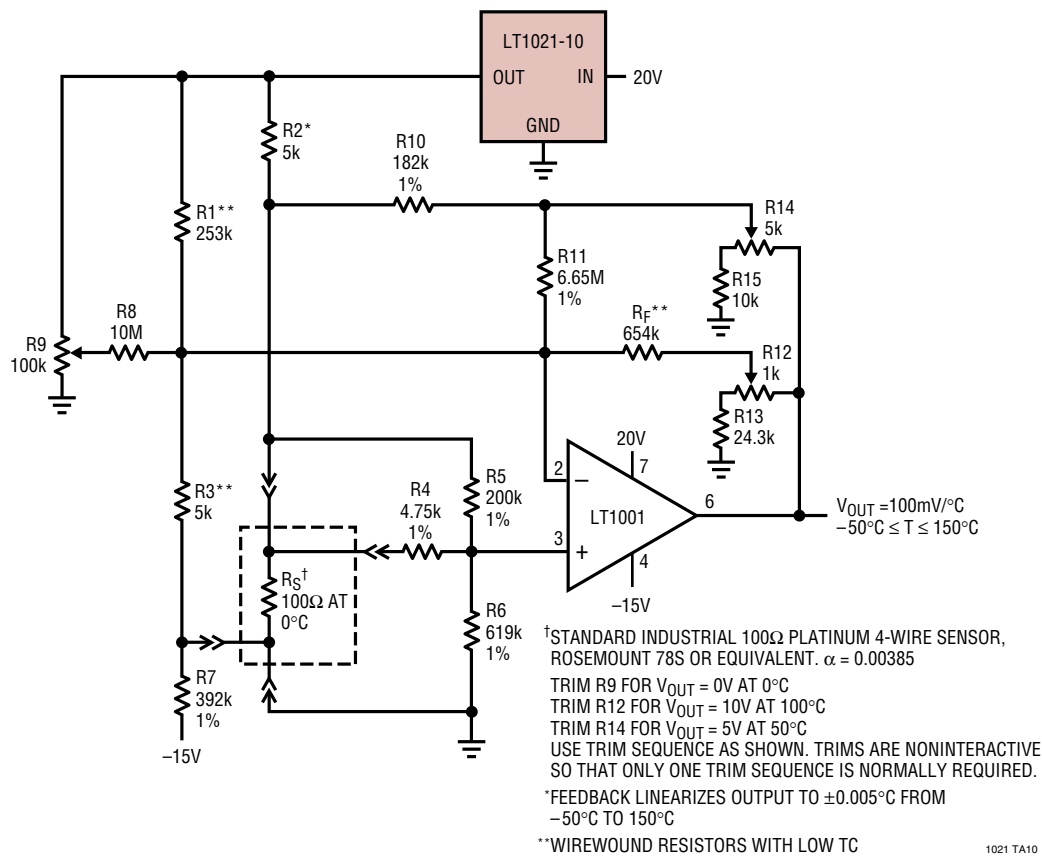 LT1021-10
OUT
IN
20V
GND
R2*
5k
R10
182k
1%
R1**
253k
R14
5k
R11
6.65M
1%
R15
10k
R8
10M
R9
100k
RF**
654k
R12
1k
R13
24.3k
R3**
5k
R4
4.75k
1%
R5
200k
1%
20V
2
7
–
LT1001
6
3
+
4
–15V
VOUT =100mV/°C
–50°C ≤ T ≤ 150°C
RS†
100Ω AT
0°C
R6
619k
1%
R7
392k
1%
–15V
†STANDARD INDUSTRIAL 100Ω PLATINUM 4-WIRE SENSOR,
ROSEMOUNT 78S OR EQUIVALENT. α = 0.00385
TRIM R9 FOR VOUT = 0V AT 0°C
TRIM R12 FOR VOUT = 10V AT 100°C
TRIM R14 FOR VOUT = 5V AT 50°C
USE TRIM SEQUENCE AS SHOWN. TRIMS ARE NONINTERACTIVE
SO THAT ONLY ONE TRIM SEQUENCE IS NORMALLY REQUIRED.
*FEEDBACK LINEARIZES OUTPUT TO ±0.005°C FROM
–50°C TO 150°C
**WIREWOUND RESISTORS WITH LOW TC
1021 TA10